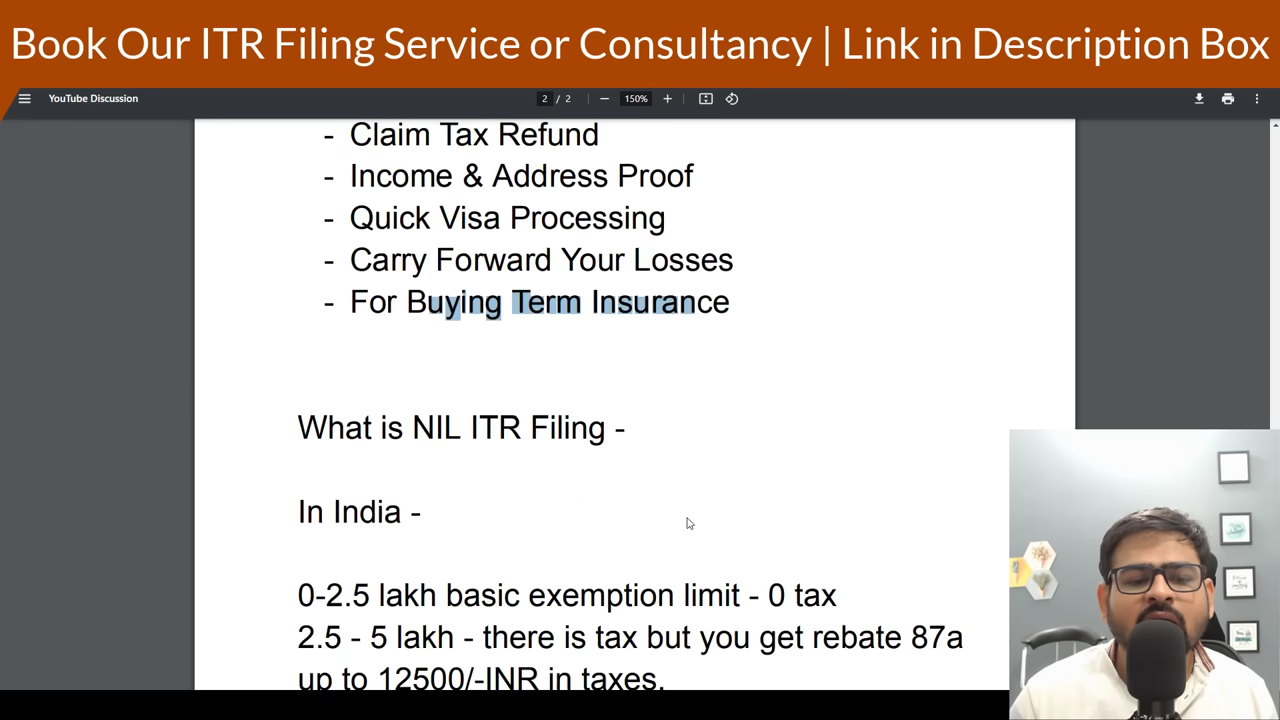 Book Our ITR Filing Service or Consultancy | Link in Description Box
YouTube Discussion
2 / 2
150%
- Claim Tax Refund
- Income & Address Proof
- Quick Visa Processing
- Carry Forward Your Losses
- For Buying Term Insurance
What is NIL ITR Filing -
In India -
0-2.5 lakh basic exemption limit - 0 tax
2.5 - 5 lakh - there is tax but you get rebate 87a
up to 12500/-INR in taxes.